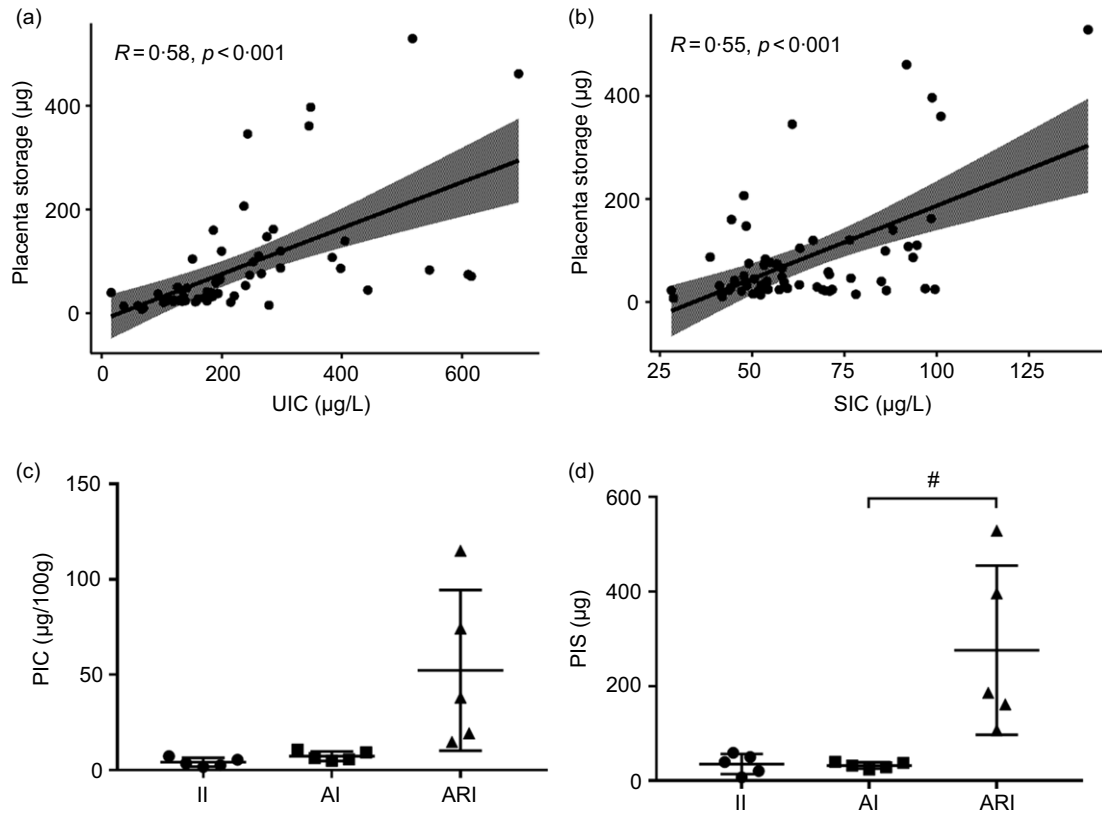 (a)
R = 0·58, p < 0·001
Placenta storage (µg)
400
200
0
0 200 400 600
UIC (µg/L)
(b)
R = 0·55, p < 0·001
Placenta storage (µg)
400
200
0
25 50 75 100 125
SIC (µg/L)
(c)
PIC (µg/100g)
150
100
50
0
II AI ARI
(d)
#
PIS (µg)
600
400
200
0
II AI ARI